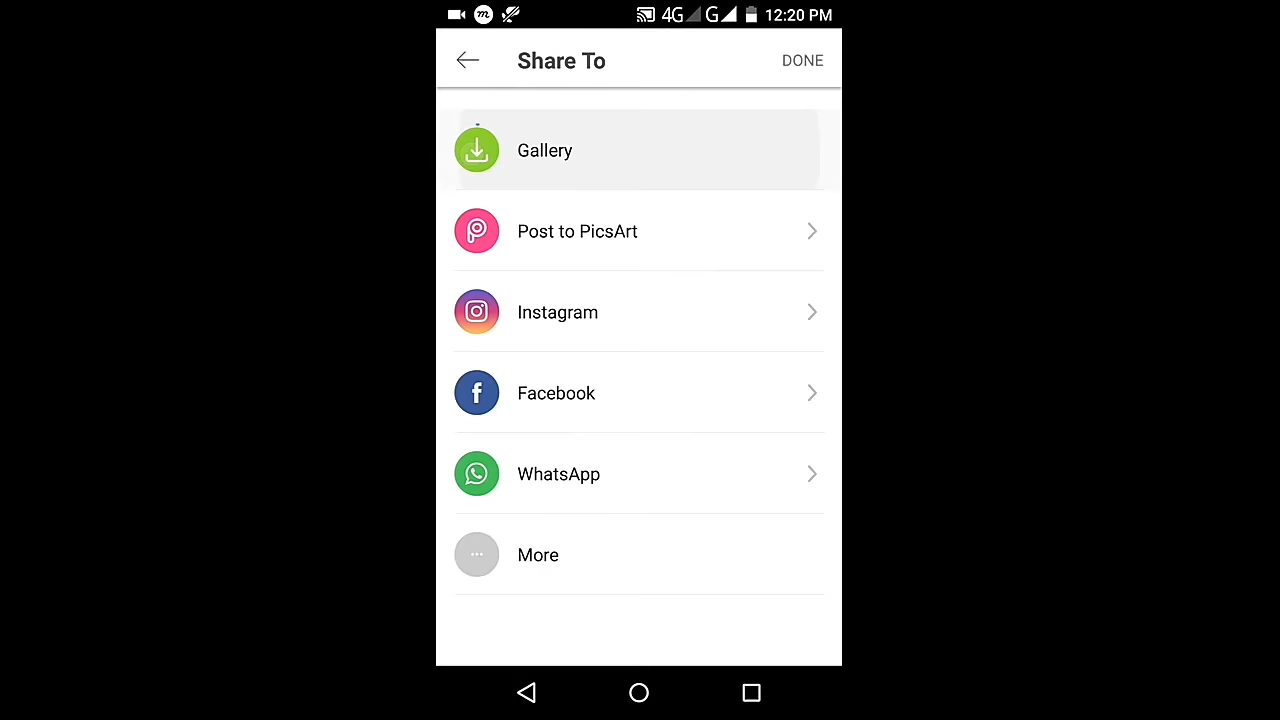 4G G 12:20 PM
Share To DONE
Gallery
Post to PicsArt
Instagram
Facebook
WhatsApp
More